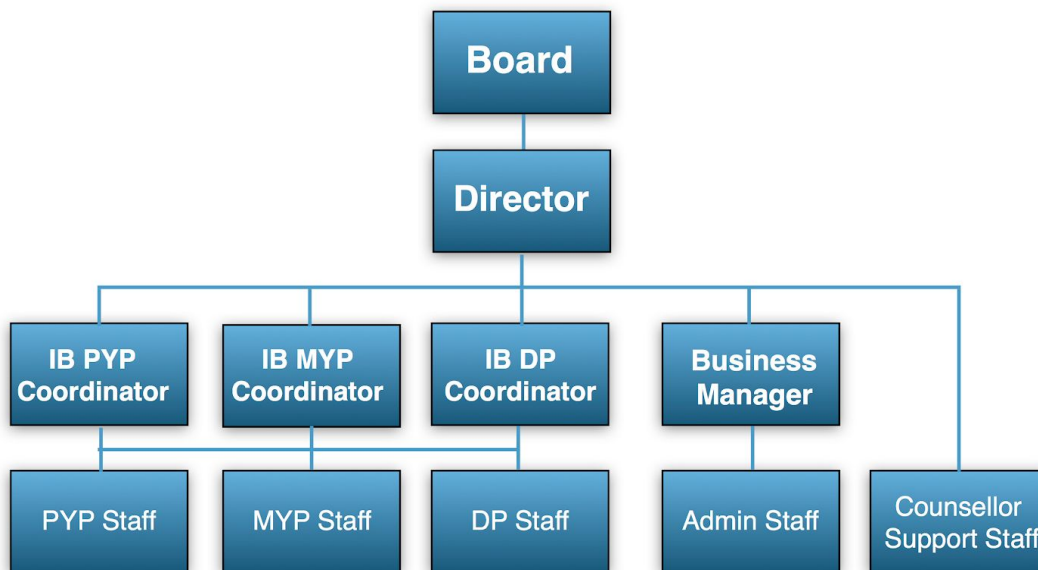 Board
Director
IB PYP
Coordinator
IB MYP
Coordinator
IB DP
Coordinator
Business
Manager
PYP Staff
MYP Staff
DP Staff
Admin Staff
Counsellor
Support Staff